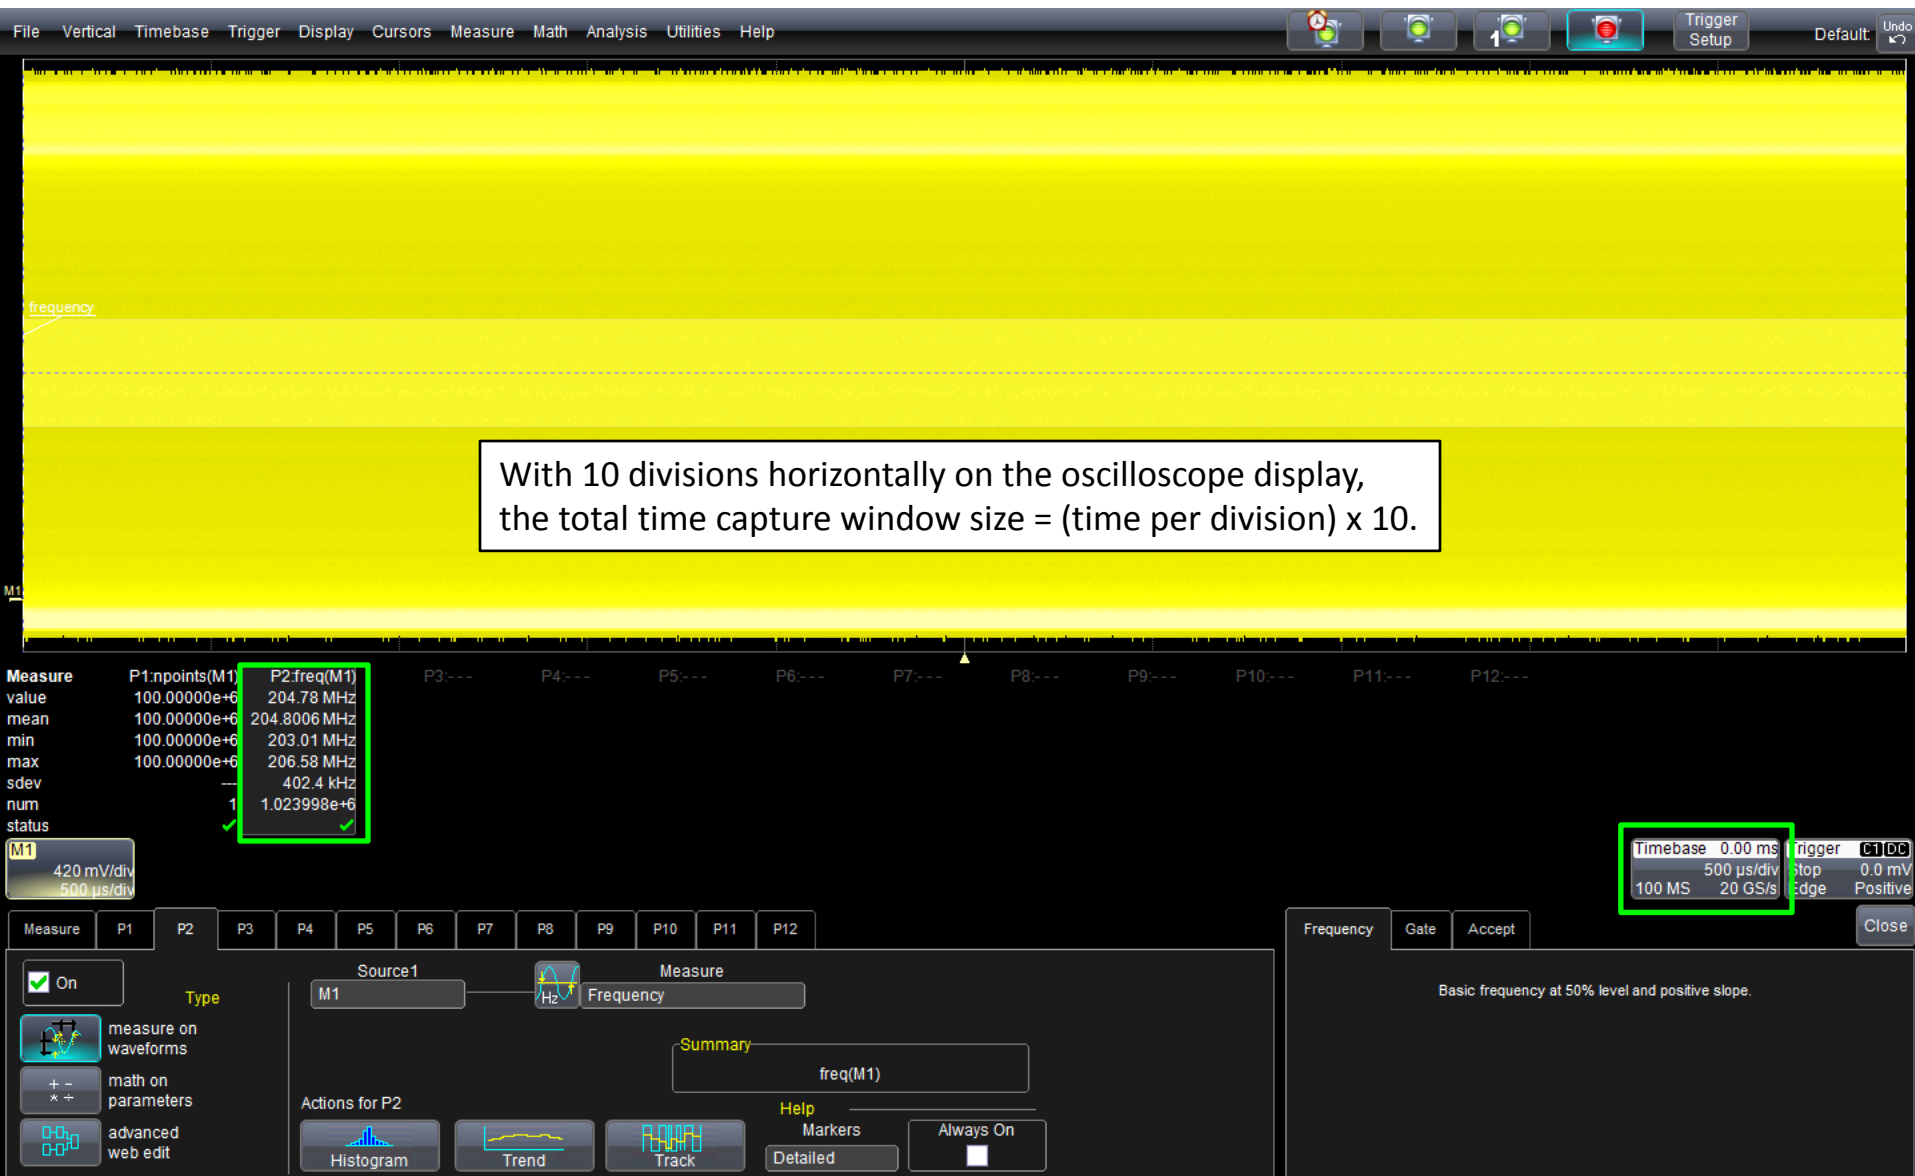 File Vertical Timebase Trigger Display Cursors Measure Math Analysis Utilities Help
1
Trigger
Setup
Default:
Undo
frequency
With 10 divisions horizontally on the oscilloscope display,
the total time capture window size = (time per division) x 10.
M1
Measure P1:npoints(M1) P2:freq(M1) P3:--- P4:--- P5:--- P6:--- P7:--- P8:--- P9:--- P10:--- P11:--- P12:---
value 100.00000e+6 204.78 MHz
mean 100.00000e+6 204.8006 MHz
min 100.00000e+6 203.01 MHz
max 100.00000e+6 206.58 MHz
sdev --- 402.4 kHz
num 1 1.023998e+6
status
M1
420 mV/div
500 µs/div
Timebase 0.00 ms
500 µs/div
100 MS 20 GS/s
Trigger C1 DC
Stop 0.0 mV
Edge Positive
Measure P1 P2 P3 P4 P5 P6 P7 P8 P9 P10 P11 P12
Frequency Gate Accept
Close
On
Type
measure on
waveforms
math on
parameters
advanced
web edit
Source1
M1
Hz
Measure
Frequency
Summary
freq(M1)
Actions for P2
Histogram
Trend
Track
Help
Markers
Detailed
Always On
Basic frequency at 50% level and positive slope.